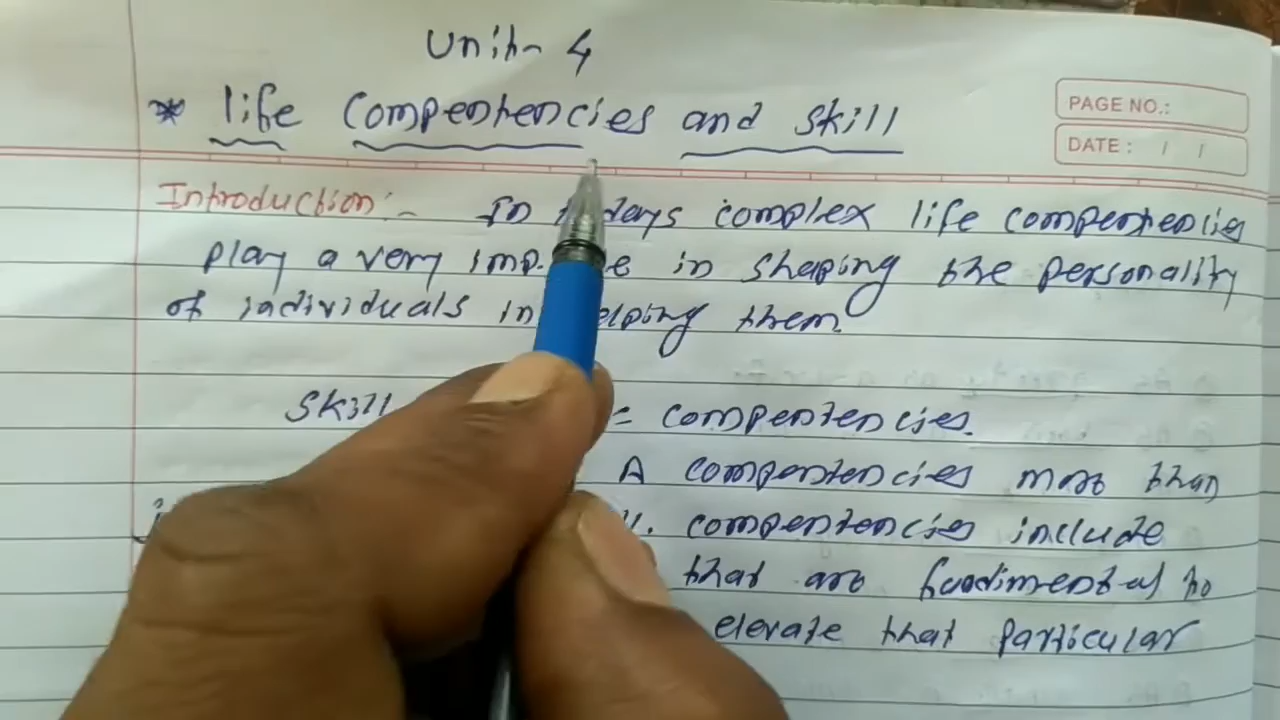 Unit- 4
PAGE NO.:
* life Compentencies and skill
DATE : / /
Introduction:- In days complex life compentencies
play a very imp. in shaping the personality
of individuals in helping them.
Skill = compentencies.
A compentencies more than
compentencies include
that are fundimental to
elevate that particular